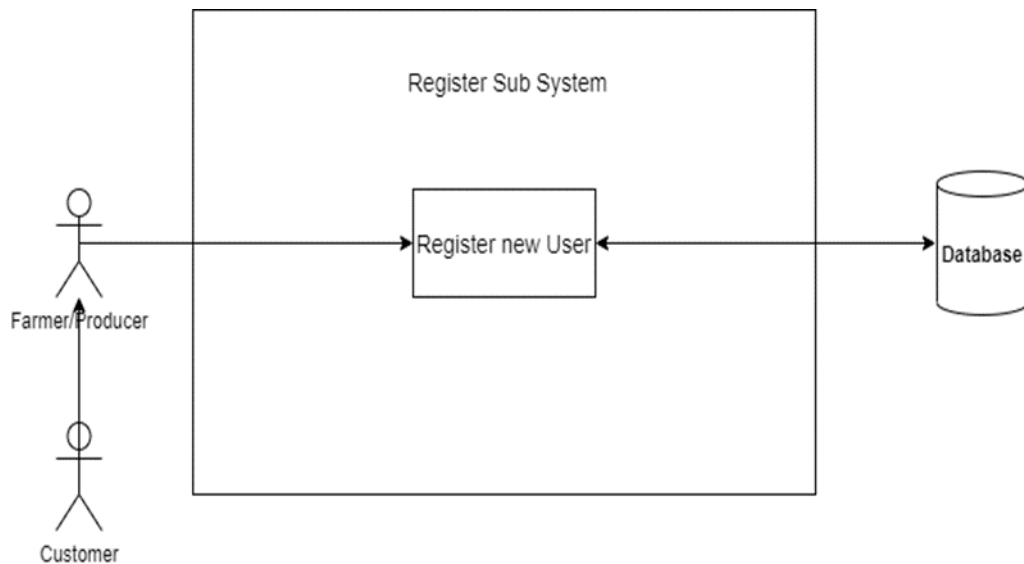 Register Sub System
Register new User
Database
Farmer/Producer
Customer